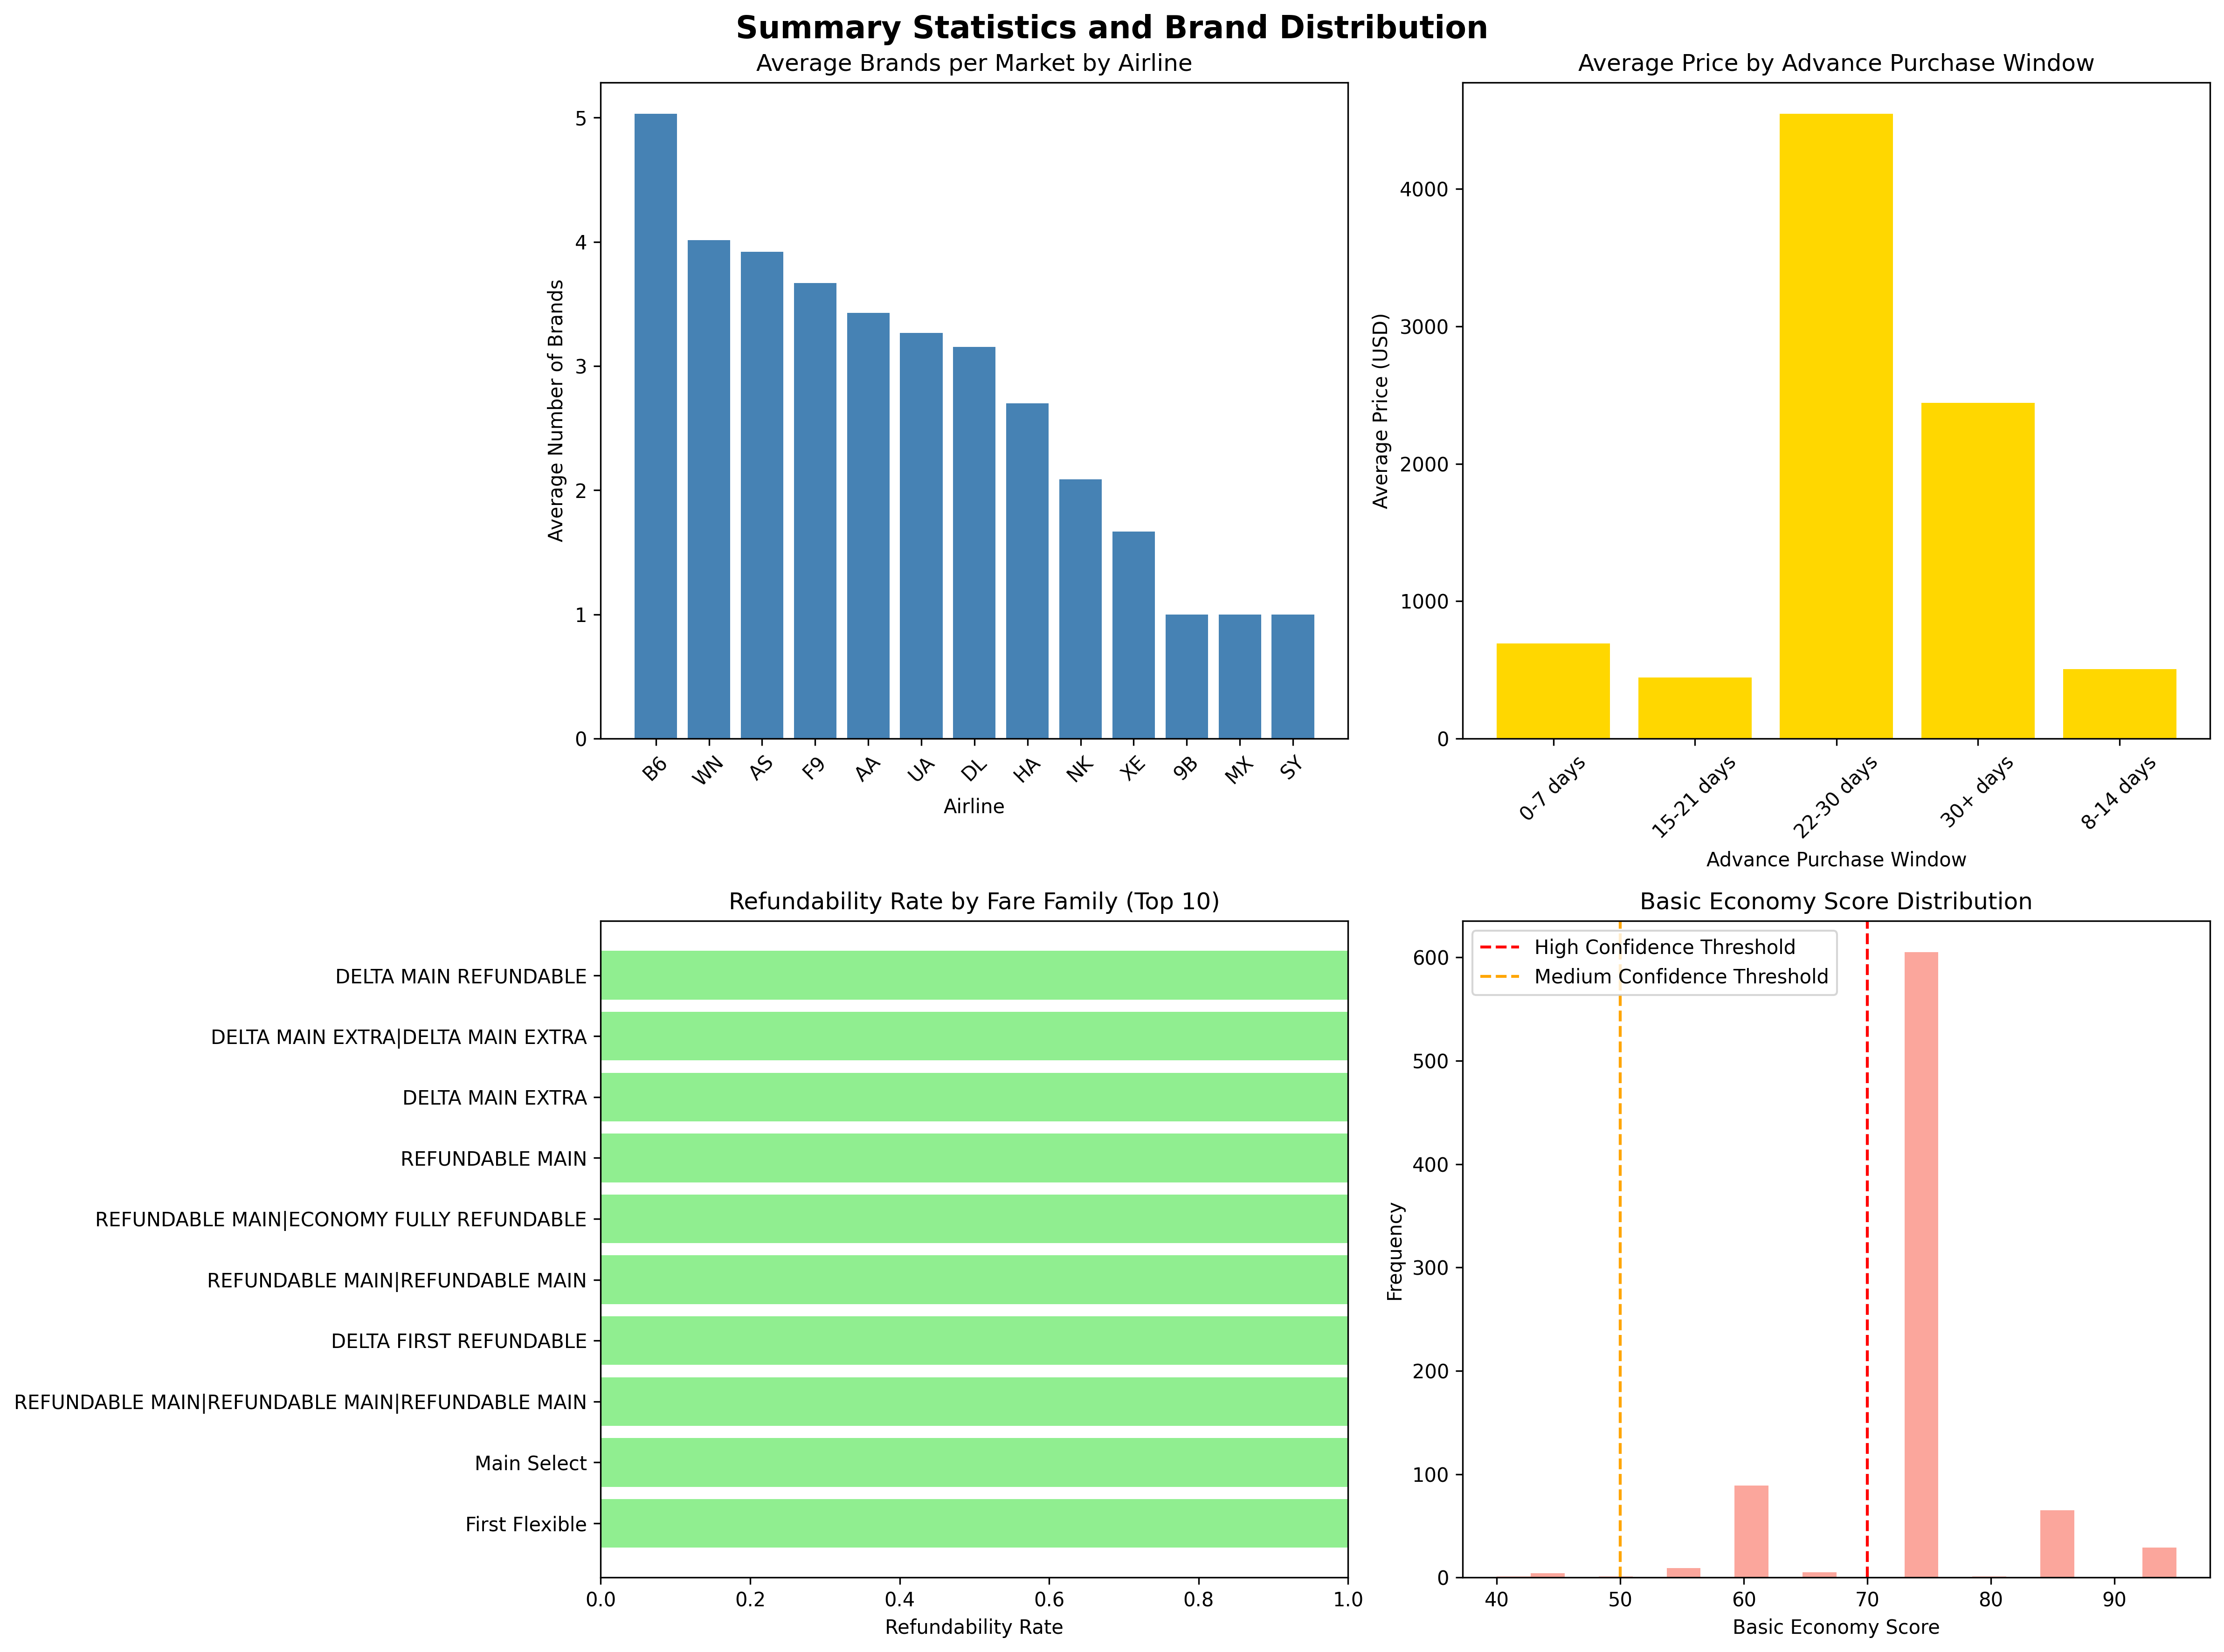 Summary Statistics and Brand Distribution
Average Brands per Market by Airline
Average Number of Brands
5
4
3
2
1
0
B6 WN AS F9 AA UA DL HA NK XE 9B MX SY
Airline
Average Price by Advance Purchase Window
Average Price (USD)
4000
3000
2000
1000
0
0-7 days 15-21 days 22-30 days 30+ days 8-14 days
Advance Purchase Window
Refundability Rate by Fare Family (Top 10)
DELTA MAIN REFUNDABLE
DELTA MAIN EXTRA|DELTA MAIN EXTRA
DELTA MAIN EXTRA
REFUNDABLE MAIN
REFUNDABLE MAIN|ECONOMY FULLY REFUNDABLE
REFUNDABLE MAIN|REFUNDABLE MAIN
DELTA FIRST REFUNDABLE
REFUNDABLE MAIN|REFUNDABLE MAIN|REFUNDABLE MAIN
Main Select
First Flexible
0.0 0.2 0.4 0.6 0.8 1.0
Refundability Rate
Basic Economy Score Distribution
High Confidence Threshold
Medium Confidence Threshold
Frequency
600
500
400
300
200
100
0
40 50 60 70 80 90
Basic Economy Score